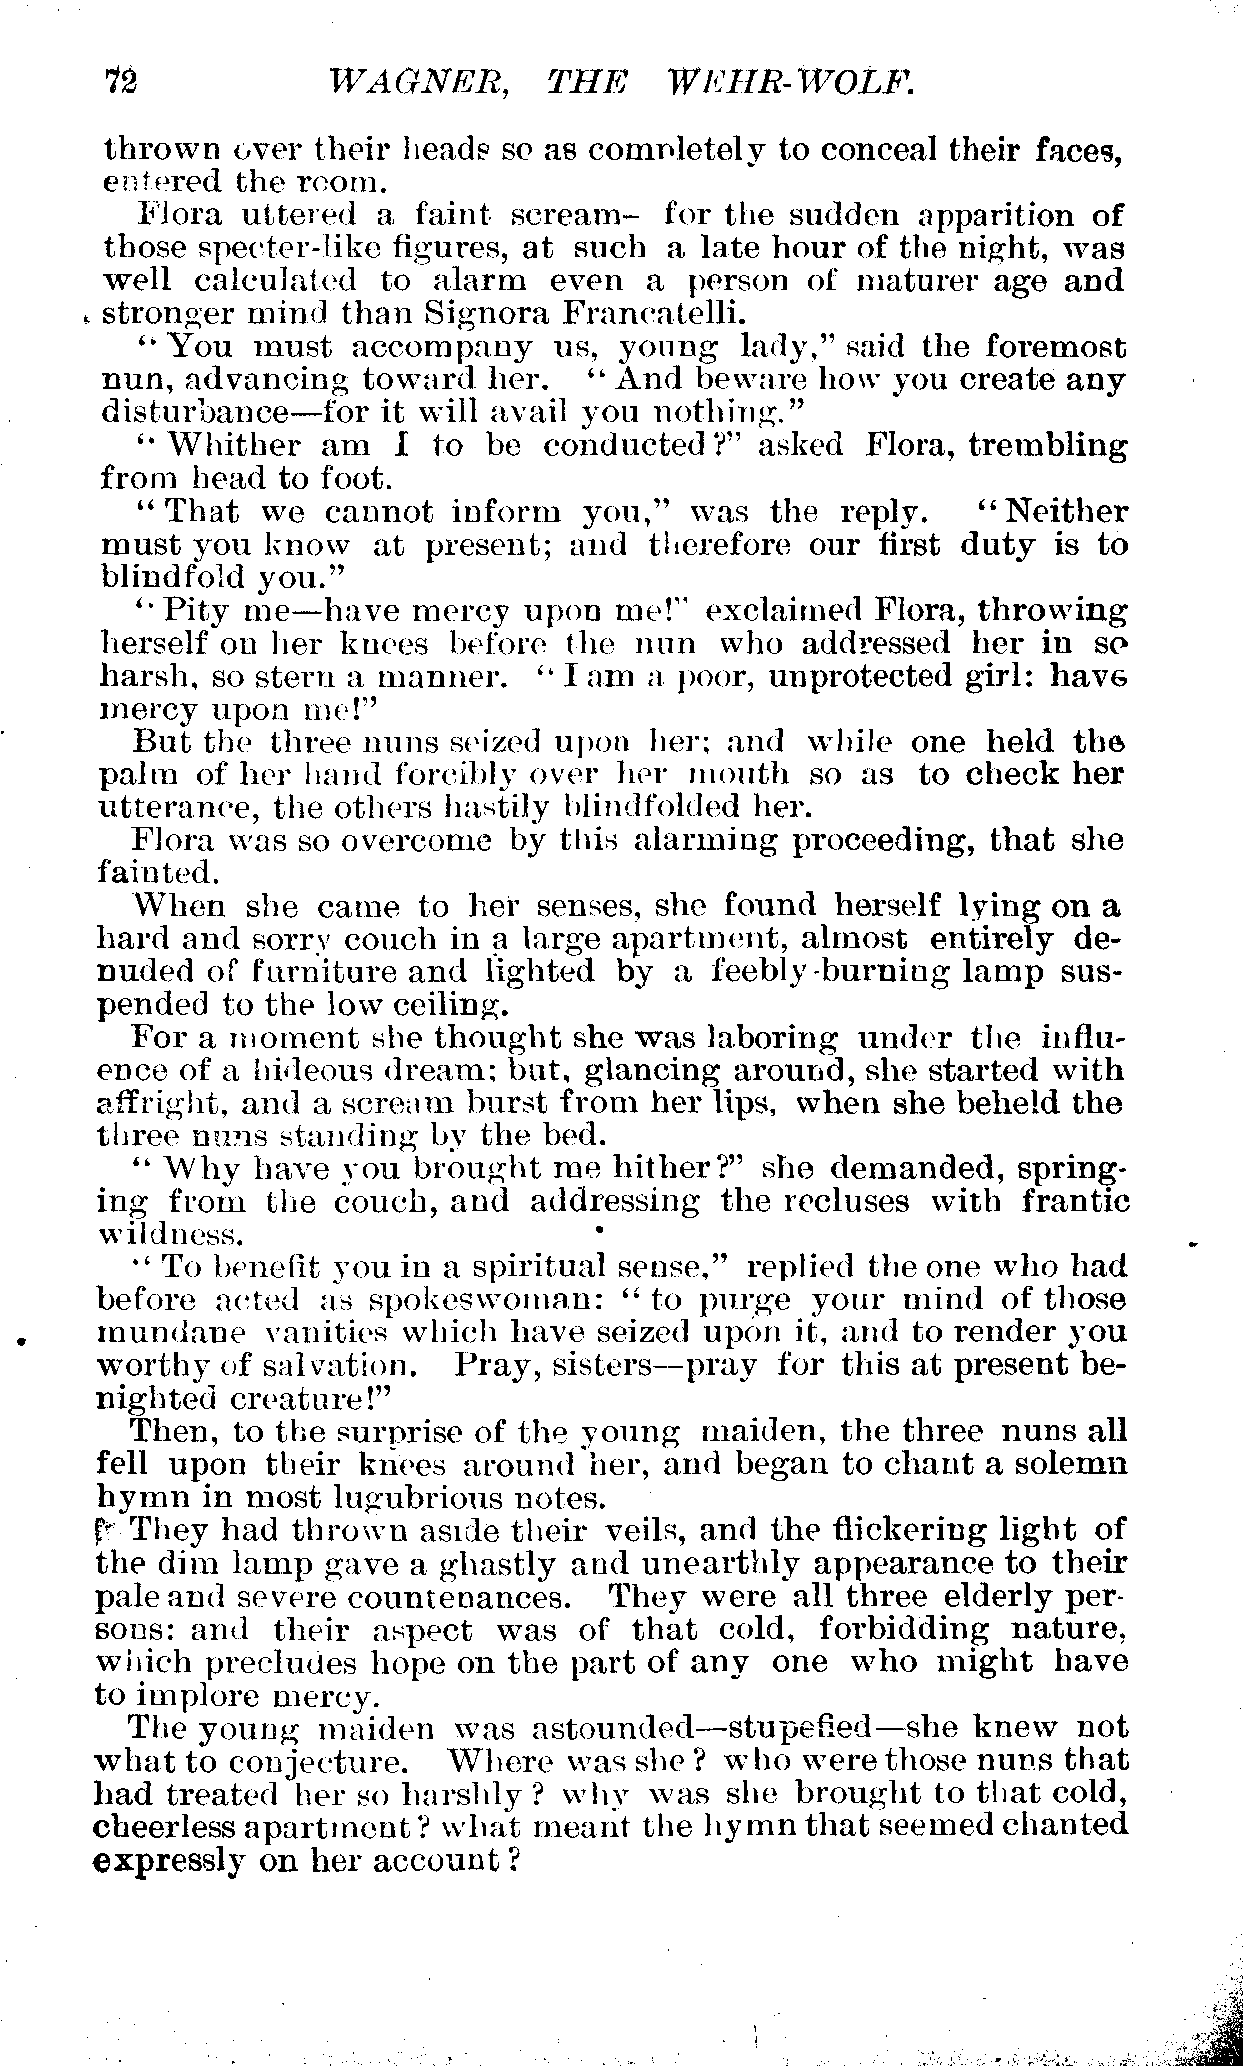 72 WAGNER, THE WEHR-WOLF.
thrown over their heads so as completely to conceal their faces,
entered the room.
Flora uttered a faint scream- for the sudden apparition of
those specter-like figures, at such a late hour of the night, was
well calculated to alarm even a person of maturer age and
stronger mind than Signora Francatelli.
“You must accompany us, young lady,” said the foremost
nun, advancing toward her. “And beware how you create any
disturbance—for it will avail you nothing.”
“Whither am I to be conducted?” asked Flora, trembling
from head to foot.
“That we cannot inform you,” was the reply. “Neither
must you know at present; and therefore our first duty is to
blindfold you.”
“Pity me—have mercy upon me!” exclaimed Flora, throwing
herself on her knees before the nun who addressed her in so
harsh, so stern a manner. “I am a poor, unprotected girl: have
mercy upon me!”
But the three nuns seized upon her; and while one held the
palm of her hand forcibly over her mouth so as to check her
utterance, the others hastily blindfolded her.
Flora was so overcome by this alarming proceeding, that she
fainted.
When she came to her senses, she found herself lying on a
hard and sorry couch in a large apartment, almost entirely de-
nuded of furniture and lighted by a feebly-burning lamp sus-
pended to the low ceiling.
For a moment she thought she was laboring under the influ-
ence of a hideous dream; but, glancing around, she started with
affright, and a scream burst from her lips, when she beheld the
three nuns standing by the bed.
“Why have you brought me hither?” she demanded, spring-
ing from the couch, and addressing the recluses with frantic
wildness.
“To benefit you in a spiritual sense,” replied the one who had
before acted as spokeswoman: “to purge your mind of those
mundane vanities which have seized upon it, and to render you
worthy of salvation. Pray, sisters—pray for this at present be-
nighted creature!”
Then, to the surprise of the young maiden, the three nuns all
fell upon their knees around her, and began to chant a solemn
hymn in most lugubrious notes.
They had thrown aside their veils, and the flickering light of
the dim lamp gave a ghastly and unearthly appearance to their
pale and severe countenances. They were all three elderly per-
sons: and their aspect was of that cold, forbidding nature,
which precludes hope on the part of any one who might have
to implore mercy.
The young maiden was astounded—stupefied—she knew not
what to conjecture. Where was she? who were those nuns that
had treated her so harshly? why was she brought to that cold,
cheerless apartment? what meant the hymn that seemed chanted
expressly on her account?